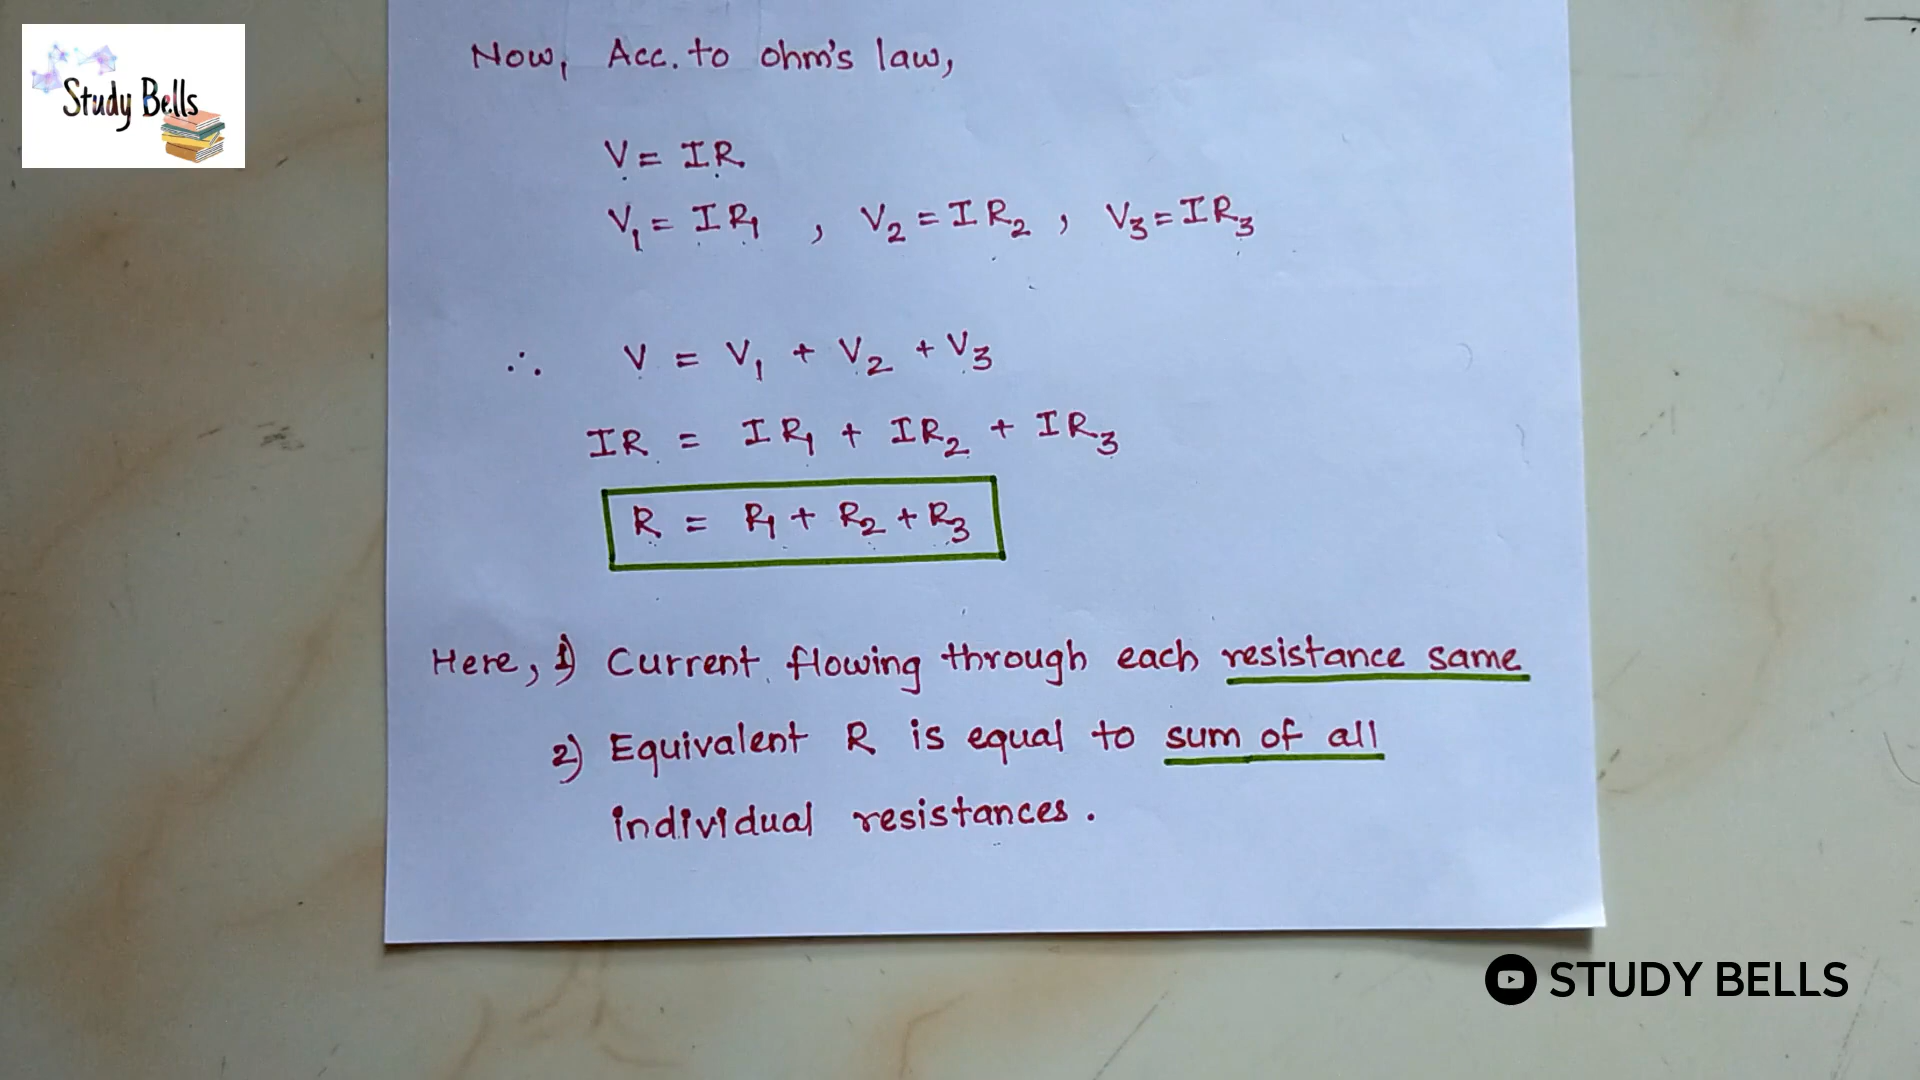 Study Bells
Now, Acc. to ohm's law,
V = IR
V₁ = IR₁ , V₂ = IR₂ , V₃ = IR₃
∴ V = V₁ + V₂ + V₃
IR = IR₁ + IR₂ + IR₃
R = R₁ + R₂ + R₃
Here, 1) Current flowing through each resistance same
2) Equivalent R is equal to sum of all
individual resistances.
STUDY BELLS